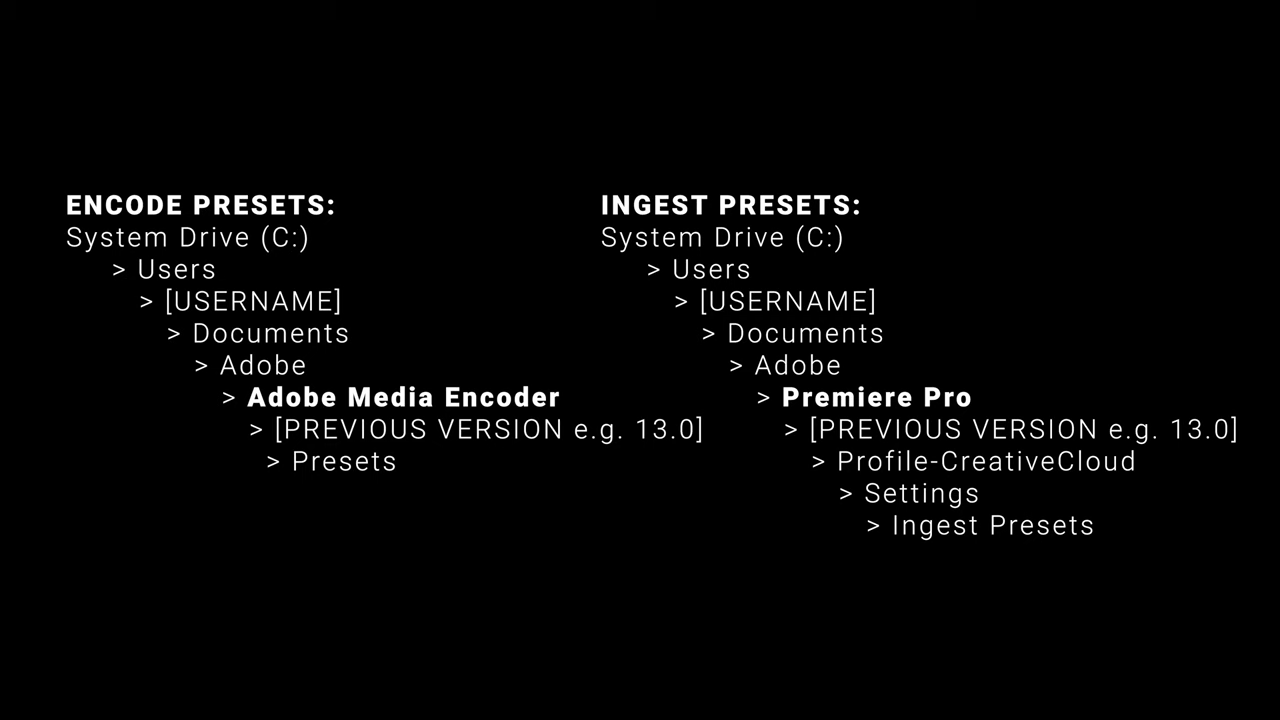 ENCODE PRESETS:
System Drive (C:)
> Users
> [USERNAME]
> Documents
> Adobe
> Adobe Media Encoder
> [PREVIOUS VERSION e.g. 13.0]
> Presets
INGEST PRESETS:
System Drive (C:)
> Users
> [USERNAME]
> Documents
> Adobe
> Premiere Pro
> [PREVIOUS VERSION e.g. 13.0]
> Profile-CreativeCloud
> Settings
> Ingest Presets